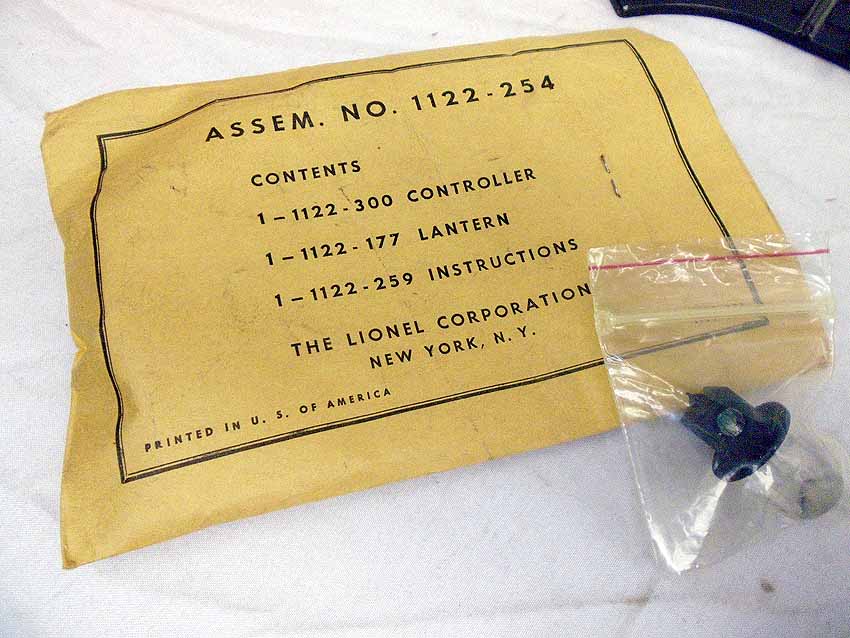 ASSEM. NO. 1122-254
CONTENTS
1-1122-300 CONTROLLER
1-1122-177 LANTERN
1-1122-259 INSTRUCTIONS
THE LIONEL CORPORATION
NEW YORK, N.Y.
PRINTED IN U. S. OF AMERICA